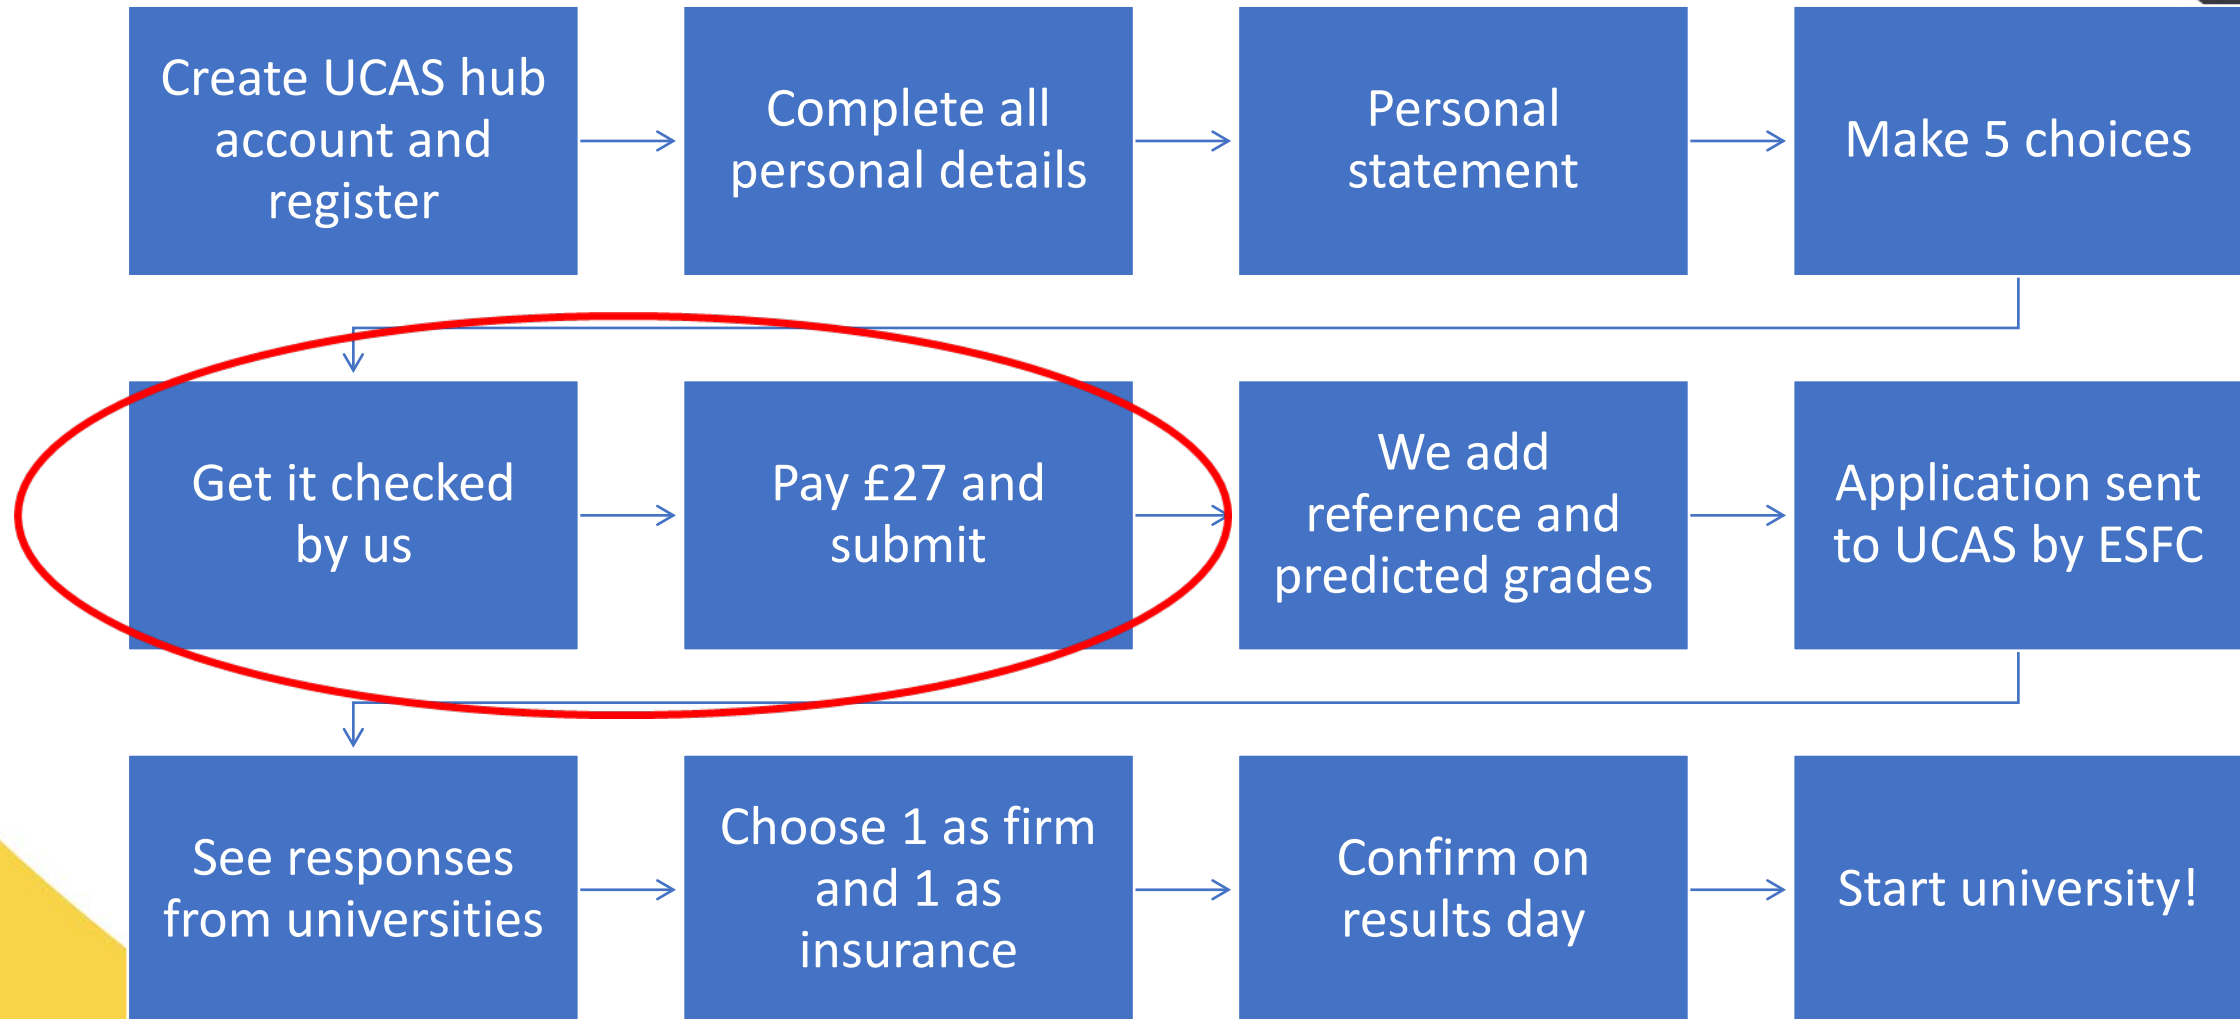 Create UCAS hub
account and
register
Complete all
personal details
Personal
statement
Make 5 choices
Get it checked
by us
Pay £27 and
submit
We add
reference and
predicted grades
Application sent
to UCAS by ESFC
See responses
from universities
Choose 1 as firm
and 1 as
insurance
Confirm on
results day
Start university!